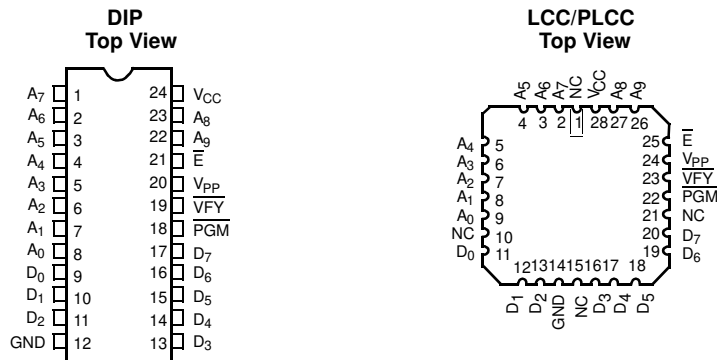 DIP
Top View
A7 1 24 VCC
A6 2 23 A8
A5 3 22 A9
A4 4 21 E̅
A3 5 20 VPP
A2 6 19 V̅F̅Y̅
A1 7 18 P̅G̅M̅
A0 8 17 D7
D0 9 16 D6
D1 10 15 D5
D2 11 14 D4
GND 12 13 D3
LCC/PLCC
Top View
A5 A6 A7 NC VCC A8 A9
4 3 2 1 28 27 26
A4 5 25 E̅
A3 6 24 VPP
A2 7 23 V̅F̅Y̅
A1 8 22 P̅G̅M̅
A0 9 21 NC
NC 10 20 D7
D0 11 19 D6
12 13 14 15 16 17 18
D1 D2 GND NC D3 D4 D5